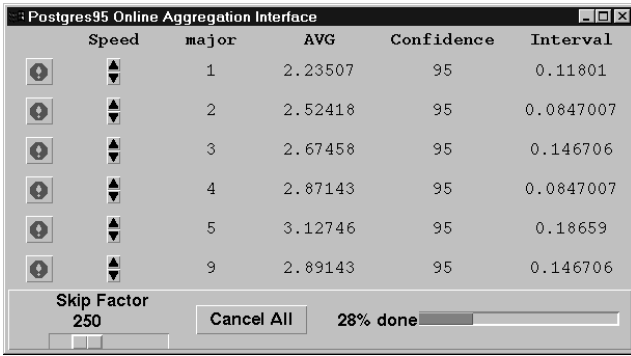 Postgres95 Online Aggregation Interface
Speed major AVG Confidence Interval
1 2.23507 95 0.11801
2 2.52418 95 0.0847007
3 2.67458 95 0.146706
4 2.87143 95 0.0847007
5 3.12746 95 0.18659
9 2.89143 95 0.146706
Skip Factor
250
Cancel All
28% done